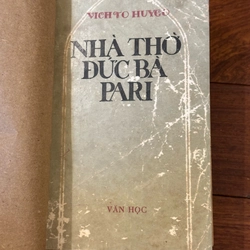 VICH TO HUYGÔ
NHÀ THỜ
ĐỨC BÀ
PARI
VĂN HỌC